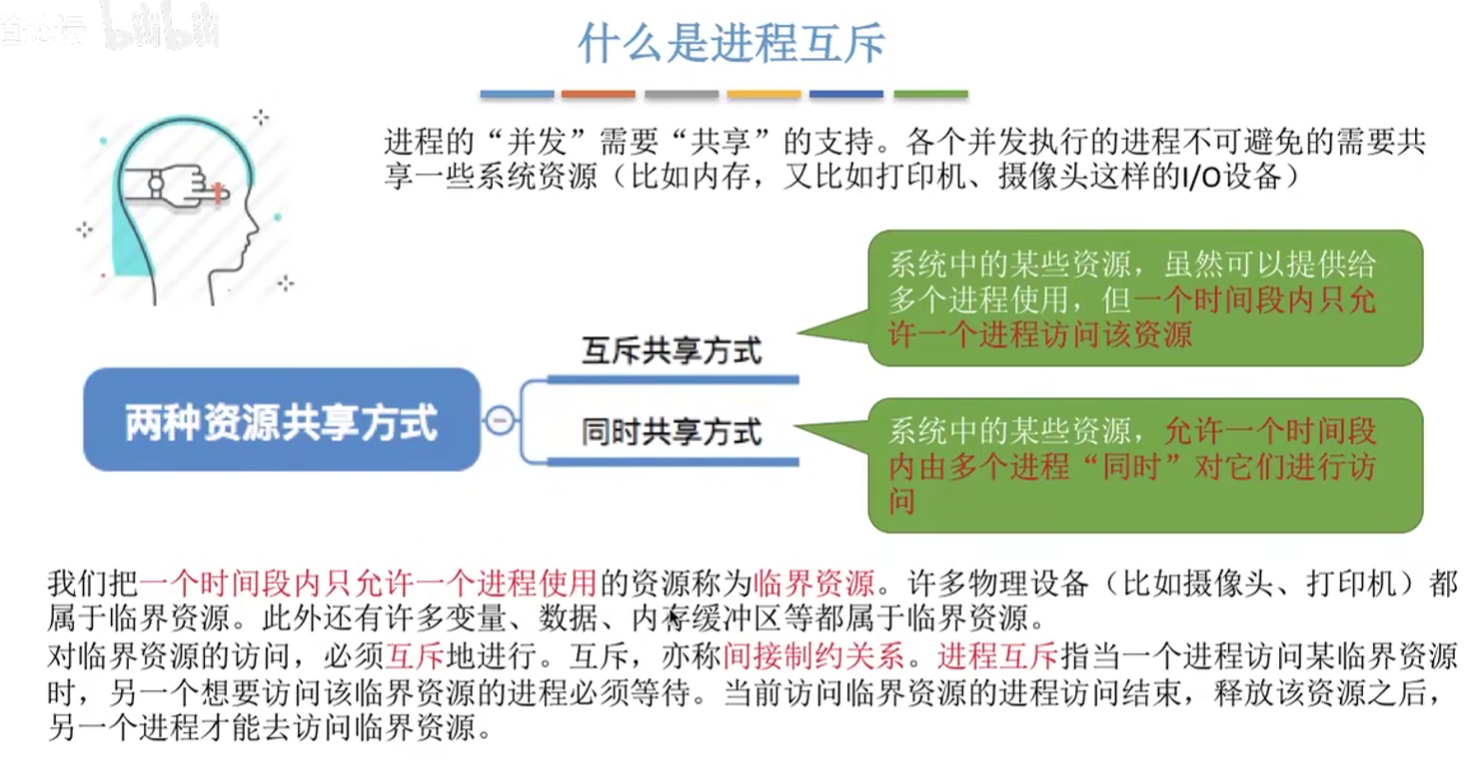 bilibili
什么是进程互斥
进程的“并发”需要“共享”的支持。各个并发执行的进程不可避免的需要共
享一些系统资源（比如内存，又比如打印机、摄像头这样的I/O设备）
系统中的某些资源，虽然可以提供给
多个进程使用，但一个时间段内只允
许一个进程访问该资源
互斥共享方式
两种资源共享方式
同时共享方式
系统中的某些资源，允许一个时间段
内由多个进程“同时”对它们进行访
问
我们把一个时间段内只允许一个进程使用的资源称为临界资源。许多物理设备（比如摄像头、打印机）都
属于临界资源。此外还有许多变量、数据、内存缓冲区等都属于临界资源。
对临界资源的访问，必须互斥地进行。互斥，亦称间接制约关系。进程互斥指当一个进程访问某临界资源
时，另一个想要访问该临界资源的进程必须等待。当前访问临界资源的进程访问结束，释放该资源之后，
另一个进程才能去访问临界资源。